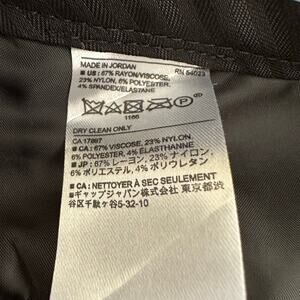 MADE IN JORDAN RN 54023
■ US: 67% RAYON/VISCOSE,
23% NYLON, 6% POLYESTER,
4% SPANDEX/ELASTANE
P
1166
DRY CLEAN ONLY
CA 17897
■ CA: 67% VISCOSE, 23% NYLON,
6% POLYESTER, 4% ÉLASTHANNE
■ JP: 67% レーヨン, 23% ナイロン,
6% ポリエステル, 4% ポリウレタン
■ CA: NETTOYER À SEC SEULEMENT
■ギャップジャパン株式会社 東京都渋
谷区千駄ヶ谷5-32-10